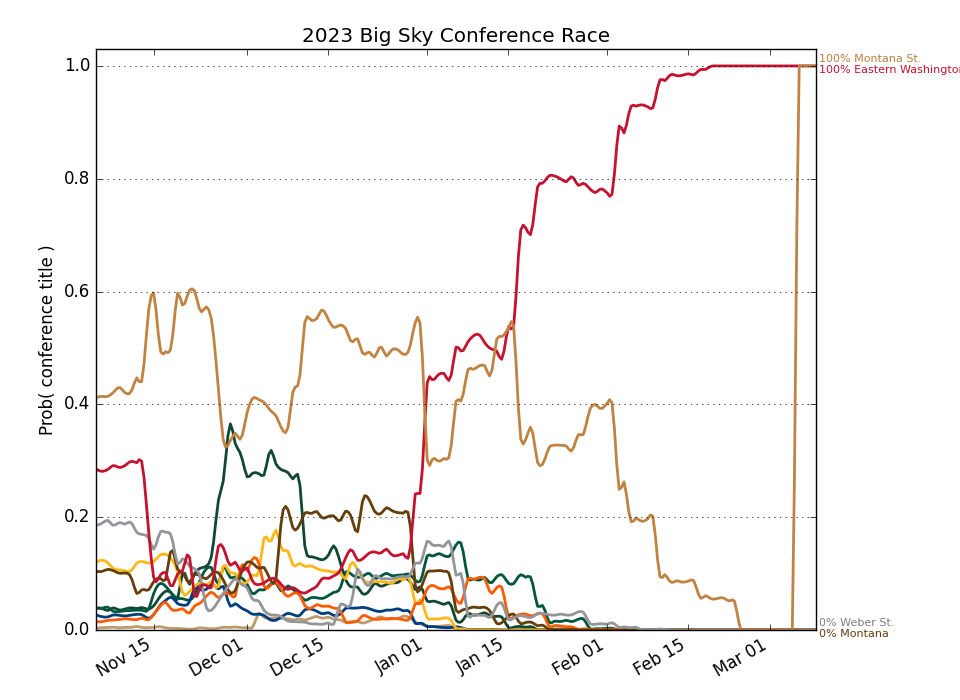 2023 Big Sky Conference Race
1.0
0.8
0.6
0.4
0.2
0.0
Prob( conference title )
100% Montana St.
100% Eastern Washington
0% Weber St.
0% Montana
Nov 15
Dec 01
Dec 15
Jan 01
Jan 15
Feb 01
Feb 15
Mar 01